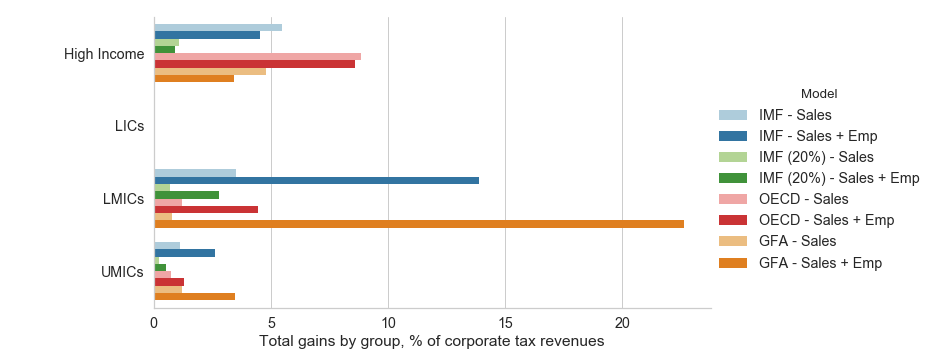 High Income
LICs
LMICs
UMICs
0 5 10 15 20
Total gains by group, % of corporate tax revenues
Model
IMF - Sales
IMF - Sales + Emp
IMF (20%) - Sales
IMF (20%) - Sales + Emp
OECD - Sales
OECD - Sales + Emp
GFA - Sales
GFA - Sales + Emp